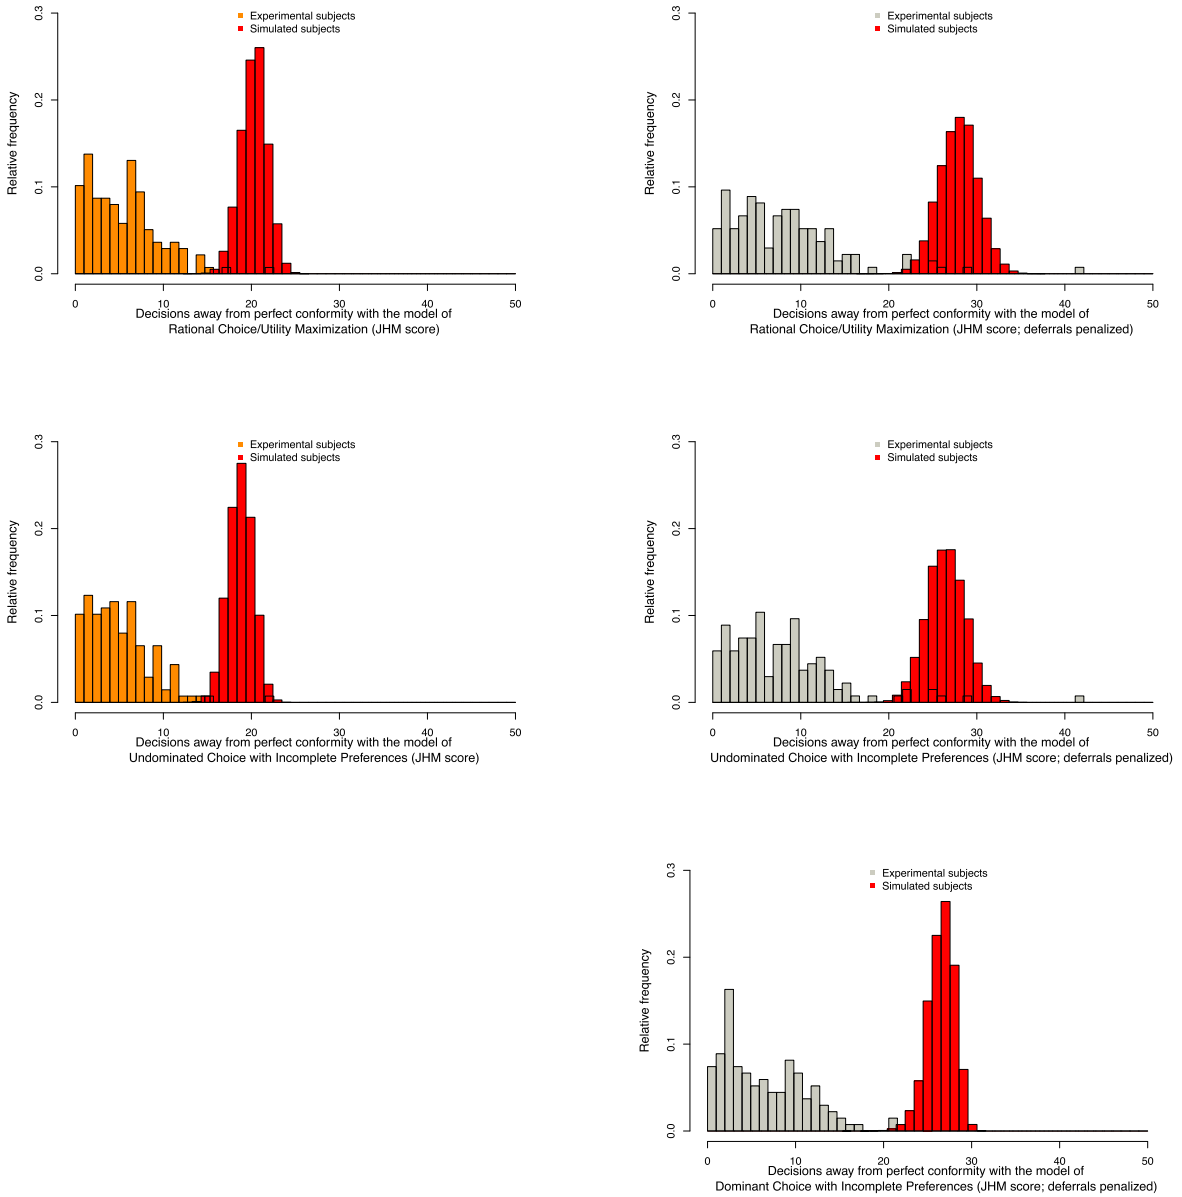 Experimental subjects
Simulated subjects
Relative frequency
0.0
0.1
0.2
0.3
0 10 20 30 40 50
Decisions away from perfect conformity with the model of
Rational Choice/Utility Maximization (JHM score)
Experimental subjects
Simulated subjects
Relative frequency
0.0
0.1
0.2
0.3
0 10 20 30 40 50
Decisions away from perfect conformity with the model of
Rational Choice/Utility Maximization (JHM score; deferrals penalized)
Experimental subjects
Simulated subjects
Relative frequency
0.0
0.1
0.2
0.3
0 10 20 30 40 50
Decisions away from perfect conformity with the model of
Undominated Choice with Incomplete Preferences (JHM score)
Experimental subjects
Simulated subjects
Relative frequency
0.0
0.1
0.2
0.3
0 10 20 30 40 50
Decisions away from perfect conformity with the model of
Undominated Choice with Incomplete Preferences (JHM score; deferrals penalized)
Experimental subjects
Simulated subjects
Relative frequency
0.0
0.1
0.2
0.3
0 10 20 30 40 50
Decisions away from perfect conformity with the model of
Dominant Choice with Incomplete Preferences (JHM score; deferrals penalized)